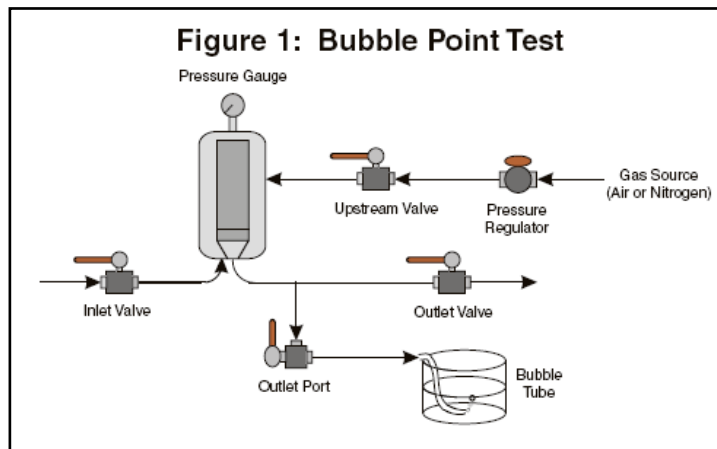 Figure 1: Bubble Point Test
Pressure Gauge
Gas Source
(Air or Nitrogen)
Upstream Valve
Pressure
Regulator
Inlet Valve
Outlet Valve
Outlet Port
Bubble
Tube